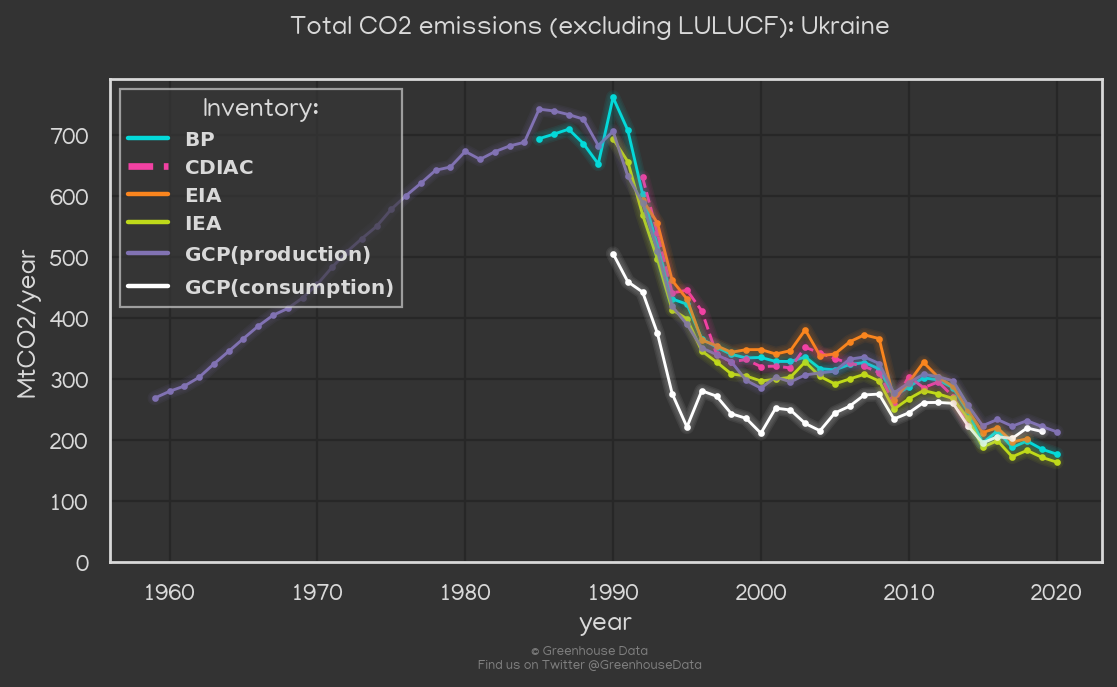 Total CO2 emissions (excluding LULUCF): Ukraine
Inventory:
BP
CDIAC
EIA
IEA
GCP(production)
GCP(consumption)
MtCO2/year
700
600
500
400
300
200
100
0
1960 1970 1980 1990 2000 2010 2020
year
© Greenhouse Data
Find us on Twitter @GreenhouseData